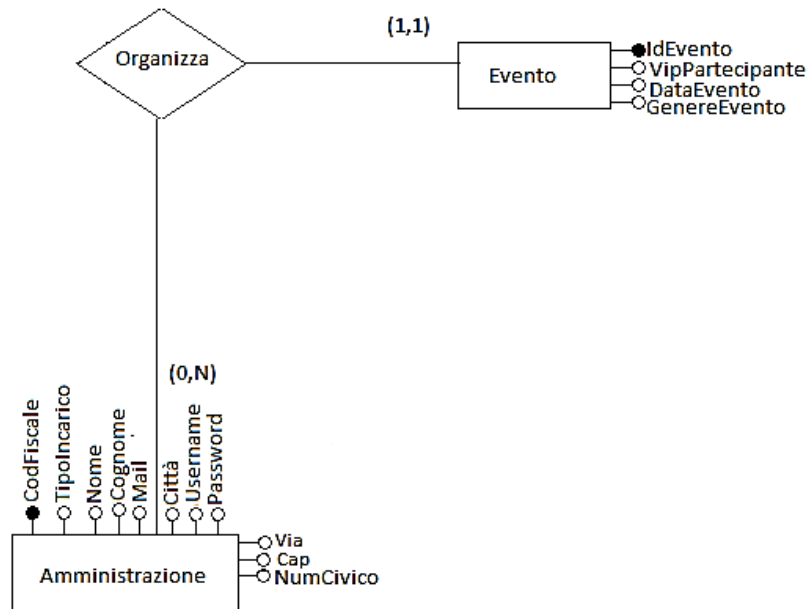 (1,1)
Organizza
Evento
IdEvento
VipPartecipante
DataEvento
GenereEvento
(0,N)
CodFiscale
TipoIncarico
Nome
Cognome
Mail
Città
Username
Password
Amministrazione
Via
Cap
NumCivico